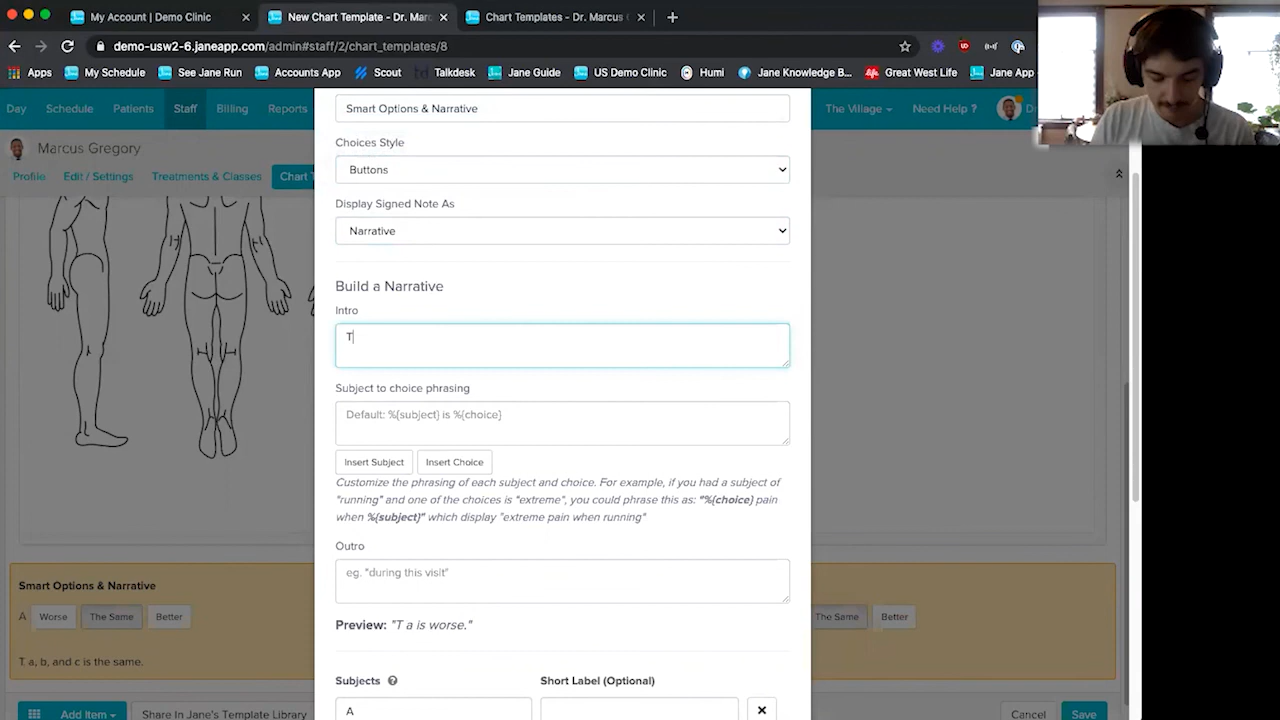 My Account | Demo Clinic
New Chart Template - Dr. Marc
Chart Templates - Dr. Marcus
demo-usw2-6.janeapp.com/admin#staff/2/chart_templates/8
Apps My Schedule See Jane Run Accounts App Scout Talkdesk Jane Guide US Demo Clinic Humi Jane Knowledge B... Great West Life Jane App
Day Schedule Patients Staff Billing Reports The Village Need Help ? Dr
Marcus Gregory
Profile Edit / Settings Treatments & Classes Chart T
Smart Options & Narrative
Choices Style
Buttons
Display Signed Note As
Narrative
Build a Narrative
Intro
T
Subject to choice phrasing
Default: %{subject} is %{choice}
Insert Subject Insert Choice
Customize the phrasing of each subject and choice. For example, if you had a subject of
"running" and one of the choices is "extreme", you could phrase this as: "%{choice} pain
when %{subject}" which display "extreme pain when running"
Outro
eg. "during this visit"
Preview: "T a is worse."
Subjects ? Short Label (Optional)
A
Smart Options & Narrative
A Worse The Same Better
The Same Better
T a, b, and c is the same.
Add Item Share In Jane's Template Library Cancel Save